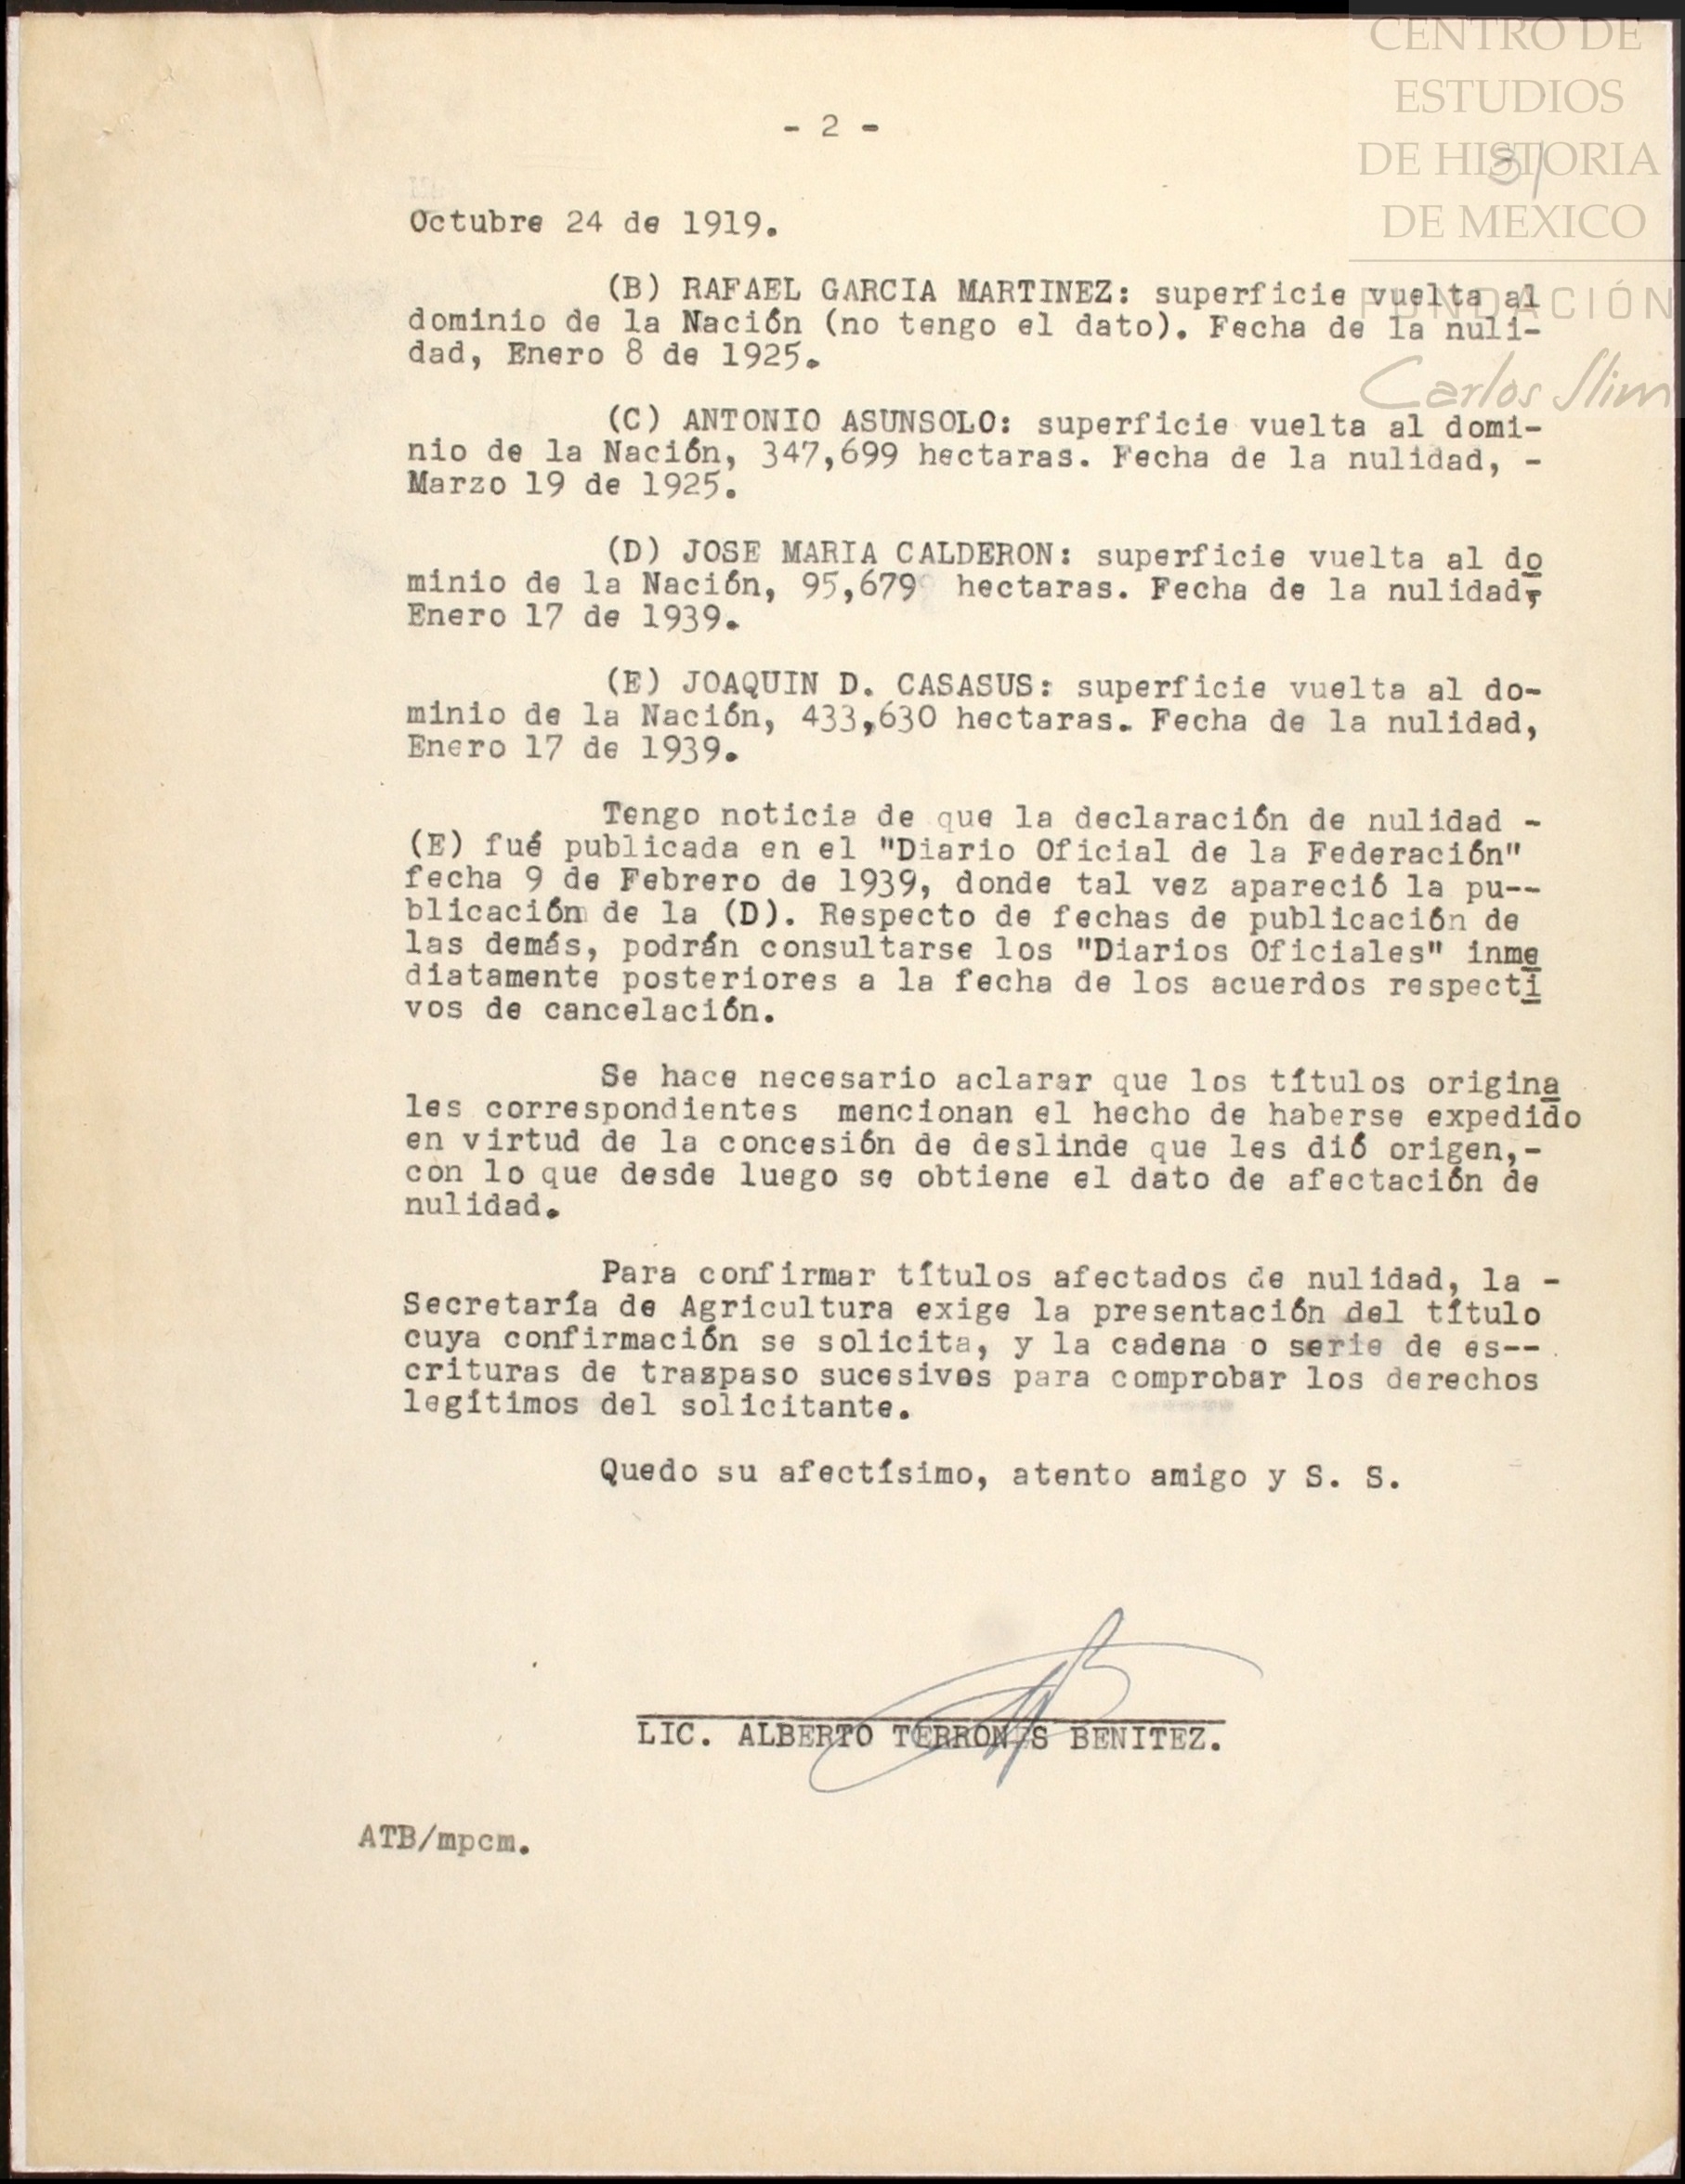 CENTRO DE
ESTUDIOS
DE HISTORIA
DE MEXICO
FUNDACIÓN
Carlos Slim
- 2 -
31
Octubre 24 de 1919.
(B) RAFAEL GARCIA MARTINEZ: superficie vuelta al
dominio de la Nación (no tengo el dato). Fecha de la nuli-
dad, Enero 8 de 1925.
(C) ANTONIO ASUNSOLO: superficie vuelta al domi-
nio de la Nación, 347,699 hectaras. Fecha de la nulidad, -
Marzo 19 de 1925.
(D) JOSE MARIA CALDERON: superficie vuelta al do
minio de la Nación, 95,679 hectaras. Fecha de la nulidad,
Enero 17 de 1939.
(E) JOAQUIN D. CASASUS: superficie vuelta al do-
minio de la Nación, 433,630 hectaras. Fecha de la nulidad,
Enero 17 de 1939.
Tengo noticia de que la declaración de nulidad -
(E) fué publicada en el "Diario Oficial de la Federación"
fecha 9 de Febrero de 1939, donde tal vez apareció la pu--
blicación de la (D). Respecto de fechas de publicación de
las demás, podrán consultarse los "Diarios Oficiales" inme
diatamente posteriores a la fecha de los acuerdos respecti
vos de cancelación.
Se hace necesario aclarar que los títulos origina
les correspondientes mencionan el hecho de haberse expedido
en virtud de la concesión de deslinde que les dió origen,-
con lo que desde luego se obtiene el dato de afectación de
nulidad.
Para confirmar títulos afectados de nulidad, la -
Secretaría de Agricultura exige la presentación del título
cuya confirmación se solicita, y la cadena o serie de es--
crituras de traspaso sucesivos para comprobar los derechos
legítimos del solicitante.
Quedo su afectísimo, atento amigo y S. S.
LIC. ALBERTO TERRONES BENITEZ.
ATB/mpcm.